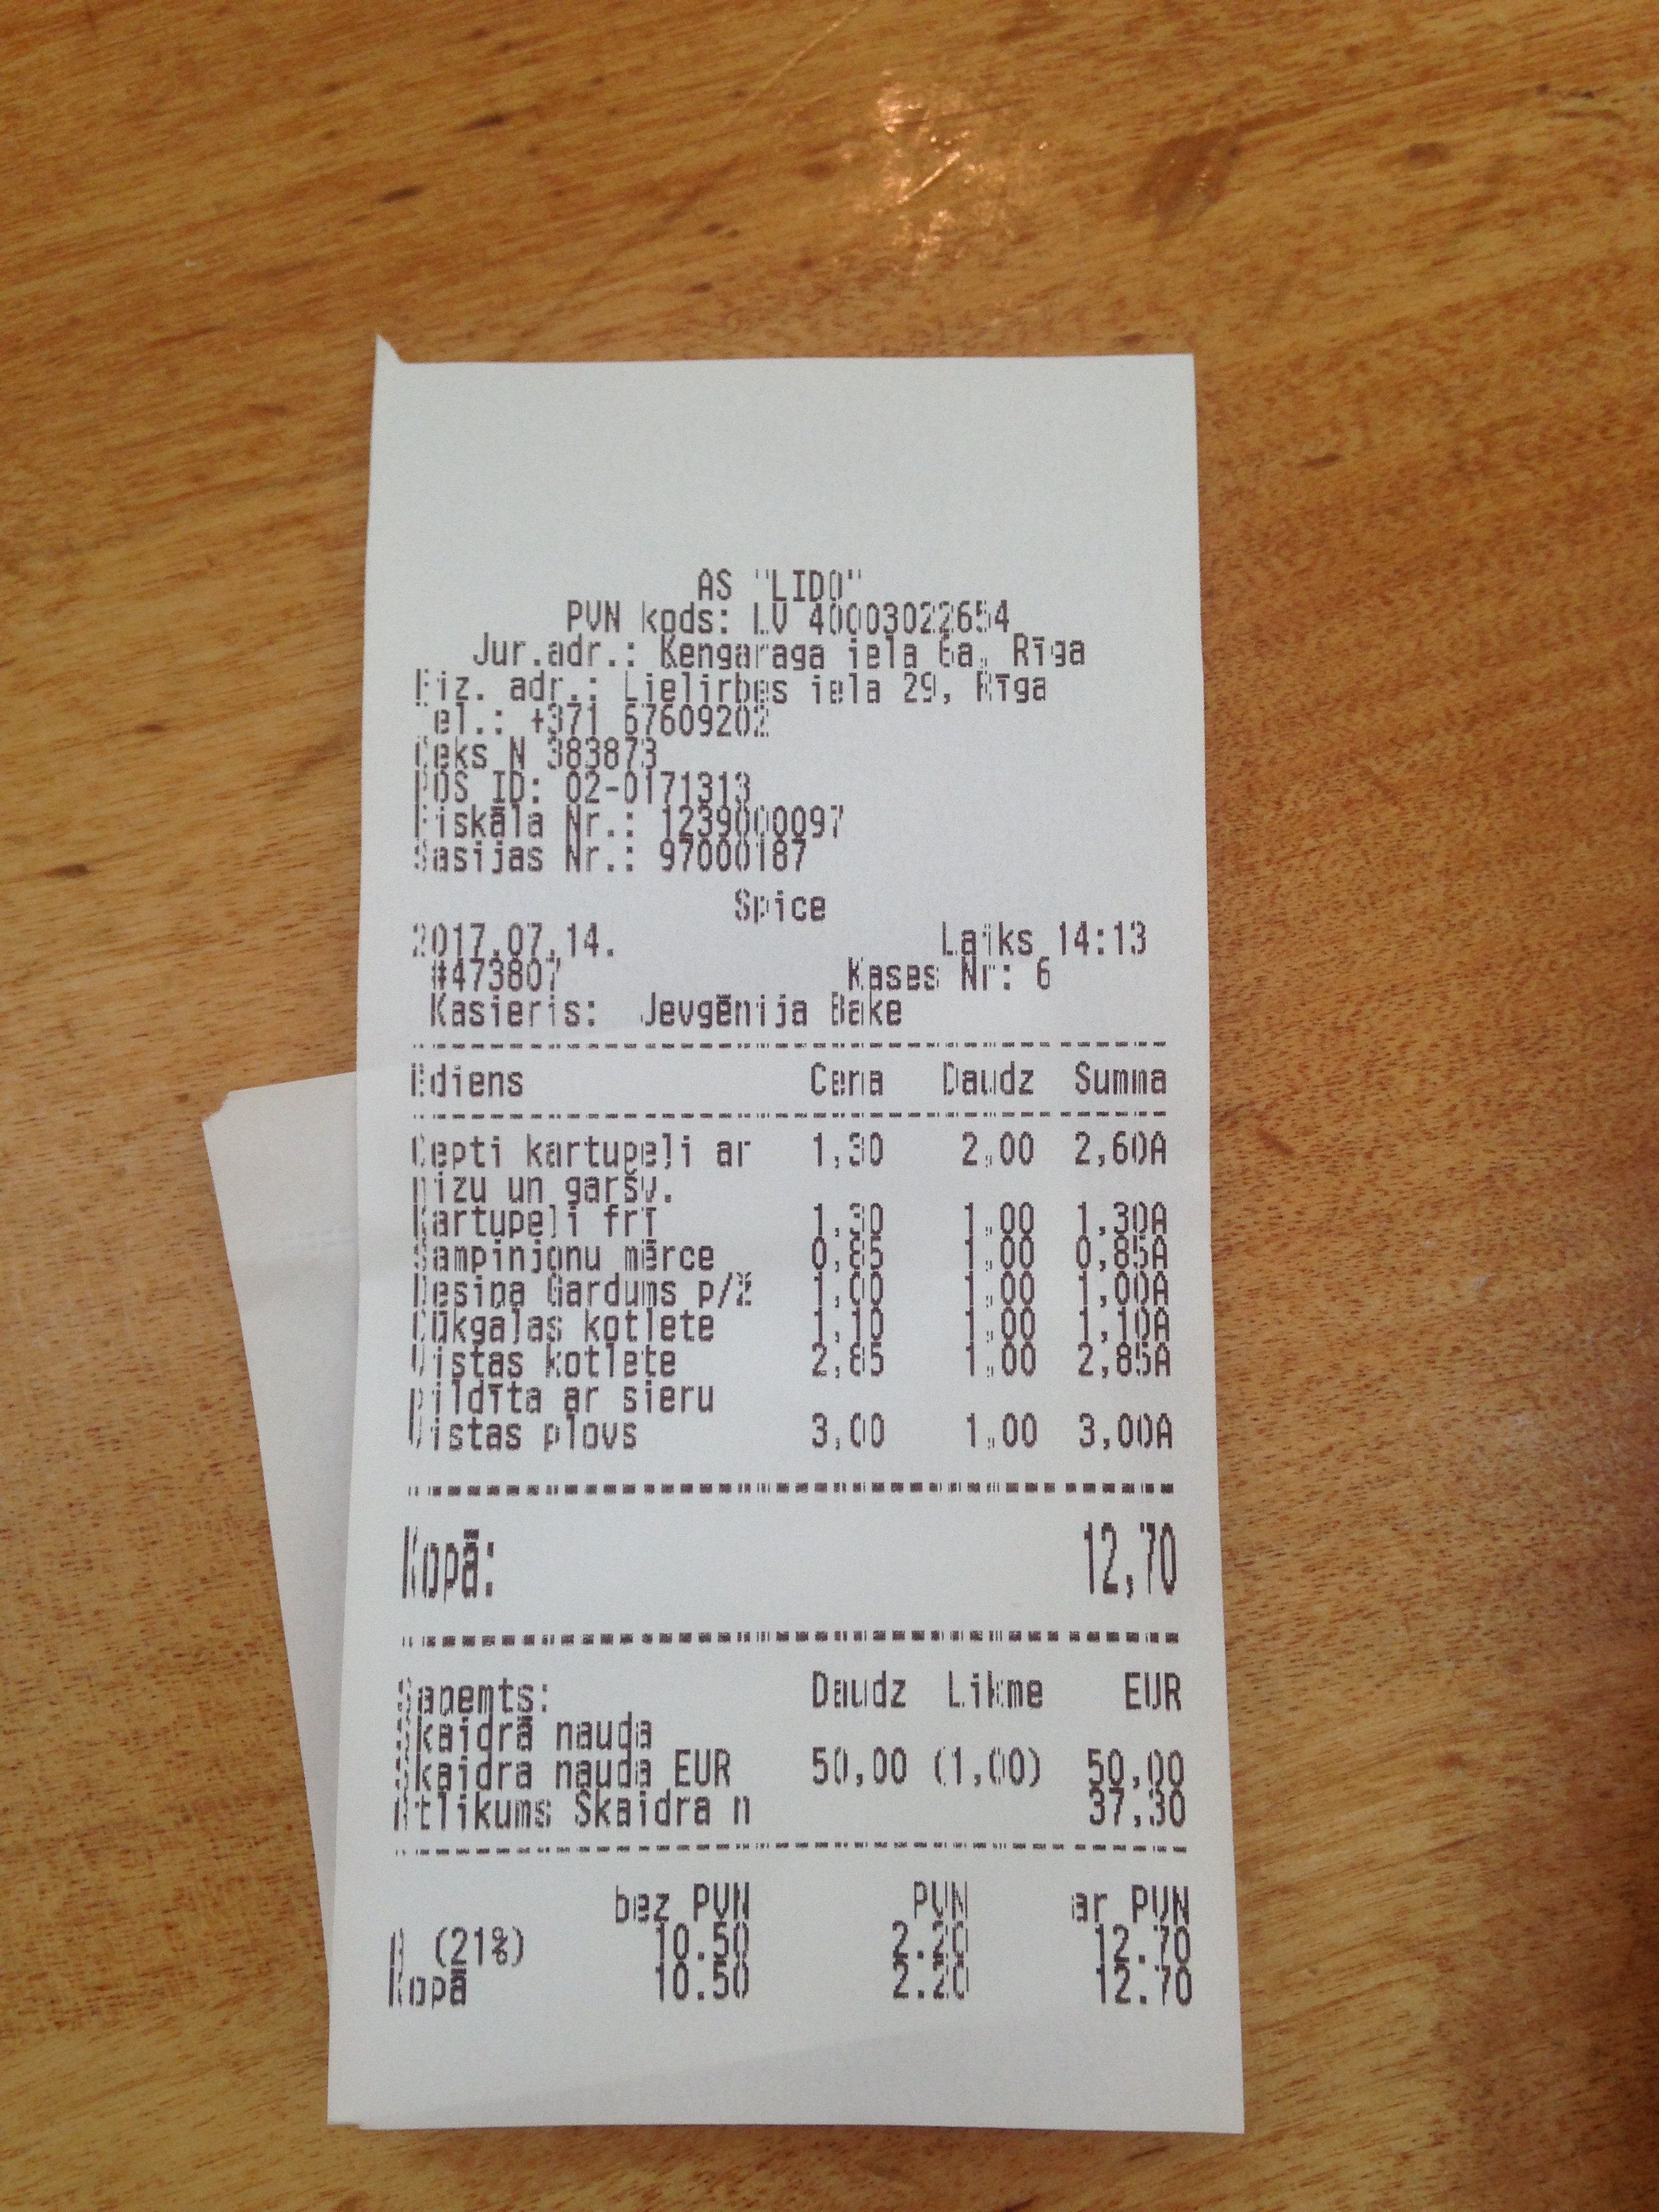 AS "LIDO"
PVN kods: LV 40003022654
Jur.adr.: Ķengaraga iela 6a, Rīga
Fiz. adr.: Lielirbes iela 29, Rīga
Tel.: +371 67609202
Čeks N 383873
POS ID: 02-0171313
Fiskāla Nr.: 1239000097
Šasijas Nr.: 97000187
Spice
2017.07.14. Laiks 14:13
#473807 Kases Nr: 6
Kasieris: Jevgēnija Bake
Ēdiens Cena Daudz Summa
Cepti kartupeļi ar 1,30 2,00 2,60A
mizu un garšv.
Kartupeļi frī 1,30 1,00 1,30A
Šampinjonu mērce 0,85 1,00 0,85A
Desiņa Gardums p/ž 1,00 1,00 1,00A
Cūkgaļas kotlete 1,10 1,00 1,10A
Vistas kotlete 2,85 1,00 2,85A
pildīta ar sieru
Vistas plovs 3,00 1,00 3,00A
Kopā: 12,70
Saņemts: Daudz Likme EUR
Skaidrā nauda
Skaidra nauda EUR 50,00 (1,00) 50,00
Atlikums Skaidra n 37,30
bez PVN PVN ar PVN
A (21%) 10.50 2.20 12.70
Kopā 10.50 2.20 12.70